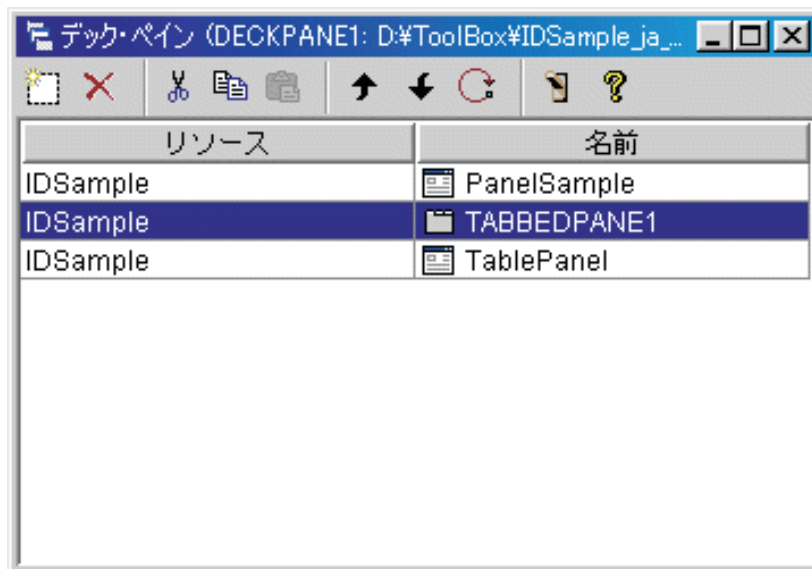 デック・ペイン (DECKPANE1: D:¥ToolBox¥IDSample_ja_...
リソース 名前
IDSample PanelSample
IDSample TABBEDPANE1
IDSample TablePanel